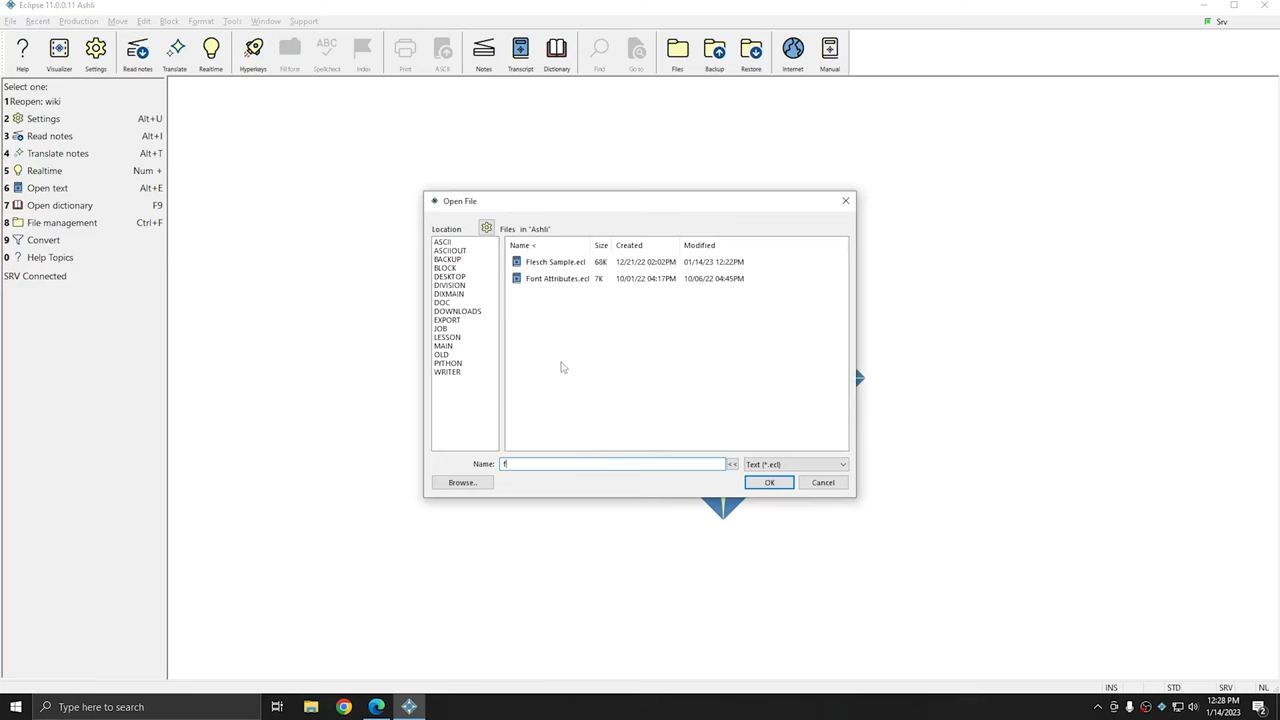 Eclipse 11.0.0.11 Ashli
File Recent Production Move Edit Block Format Tools Window Support
Srv
Help Visualizer Settings Read notes Translate Realtime Hyperkeys Fill form ABC Spellcheck Index Print ASCII Notes Transcript Dictionary Find Go to Files Backup Restore Internet Manual
Select one:
1 Reopen: wiki
2 Settings Alt+U
3 Read notes Alt+I
4 Translate notes Alt+T
5 Realtime Num +
6 Open text Alt+E
7 Open dictionary F9
8 File management Ctrl+F
9 Convert
0 ? Help Topics
SRV Connected
Open File
Location
Files in "Ashli"
ASCII
ASCIIOUT
BACKUP
BLOCK
DESKTOP
DIVISION
DIXMAIN
DOC
DOWNLOADS
EXPORT
JOB
LESSON
MAIN
OLD
PYTHON
WRITER
Name < Size Created Modified
Flesch Sample.ecl 68K 12/21/22 02:02PM 01/14/23 12:22PM
Font Attributes.ecl 7K 10/01/22 04:17PM 10/06/22 04:45PM
Name: f << Text (*.ecl)
Browse.. OK Cancel
INS STD SRV NL
Type here to search
12:28 PM
1/14/2023
2